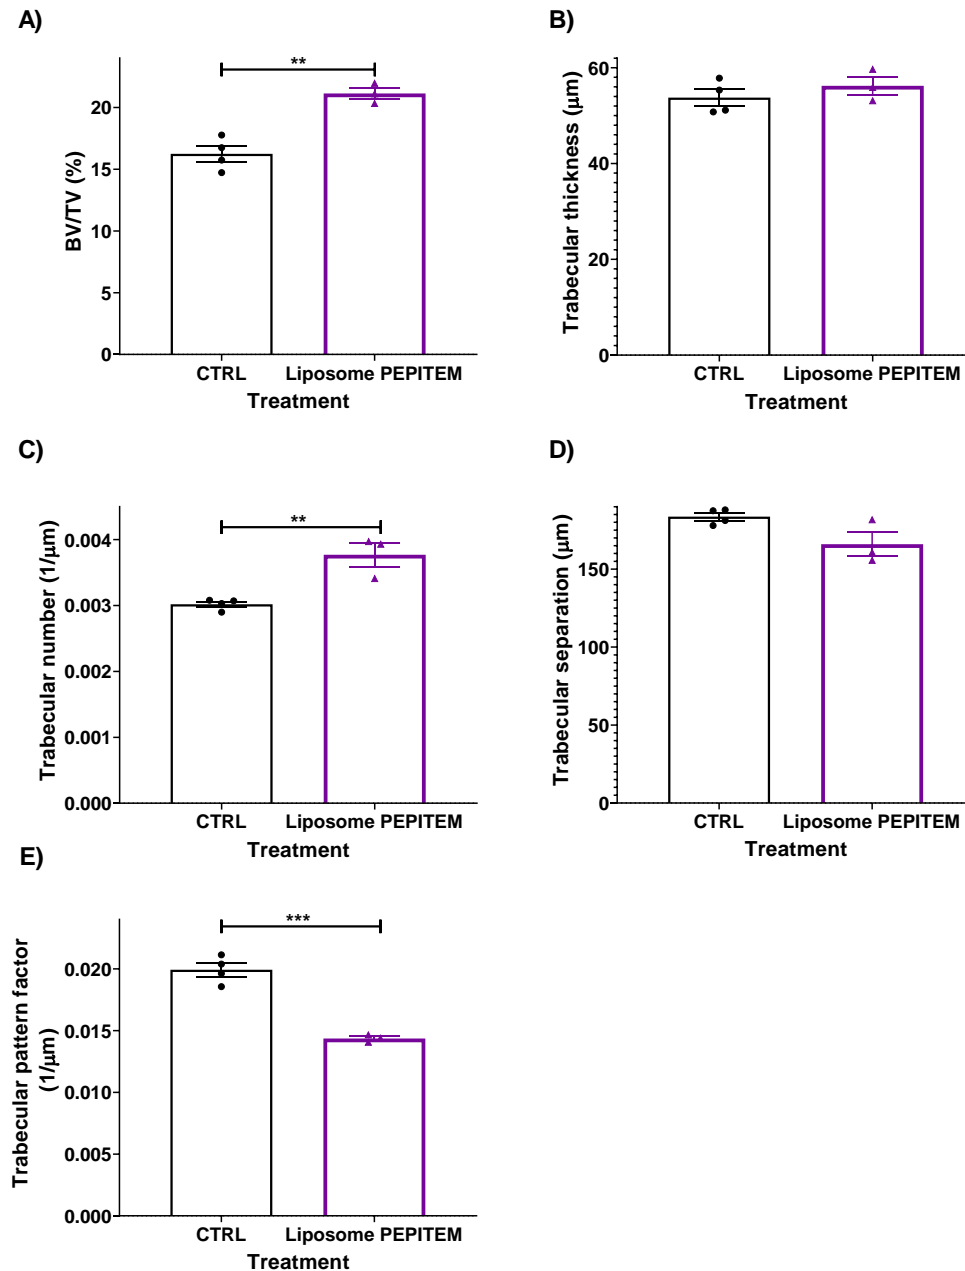 A)
**
BV/TV (%)
20
15
10
5
0
CTRL
Liposome PEPITEM
Treatment
B)
Trabecular thickness (μm)
60
40
20
0
CTRL
Liposome PEPITEM
Treatment
C)
**
Trabecular number (1/μm)
0.004
0.003
0.002
0.001
0.000
CTRL
Liposome PEPITEM
Treatment
D)
Trabecular separation (μm)
150
100
50
0
CTRL
Liposome PEPITEM
Treatment
E)
***
Trabecular pattern factor
(1/μm)
0.020
0.015
0.010
0.005
0.000
CTRL
Liposome PEPITEM
Treatment